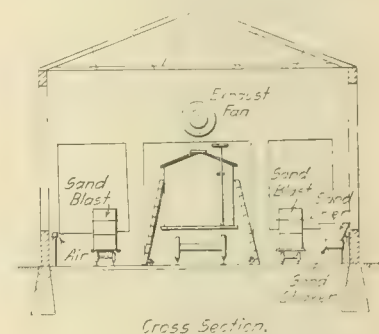 Exhaust
Fan
Sand
Blast
Sand
Blast
Sand
Air
Sand
Cross Section.